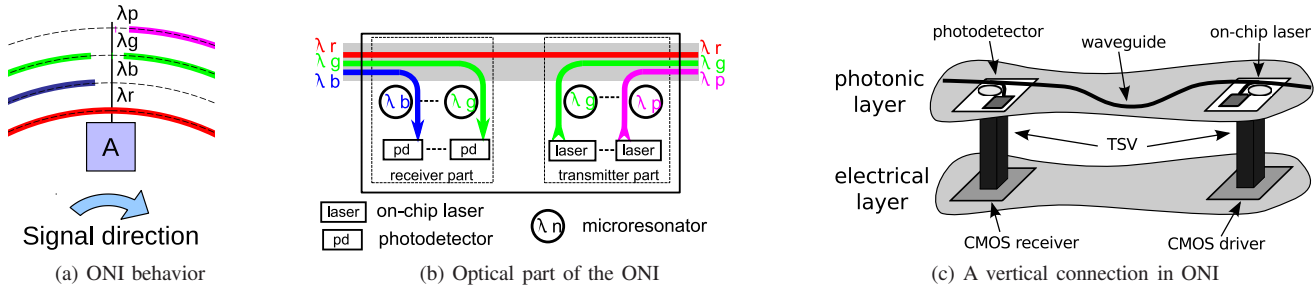 λp
λg
λb
λr
A
Signal direction
(a) ONI behavior
λ r
λ g
λ b
λ r
λ g
λ p
λ b
λ g
λ g
λ p
pd
pd
laser
laser
receiver part
transmitter part
laser
on-chip laser
pd
photodetector
λ n
microresonator
(b) Optical part of the ONI
photodetector
waveguide
on-chip laser
photonic
layer
TSV
electrical
layer
CMOS receiver
CMOS driver
(c) A vertical connection in ONI